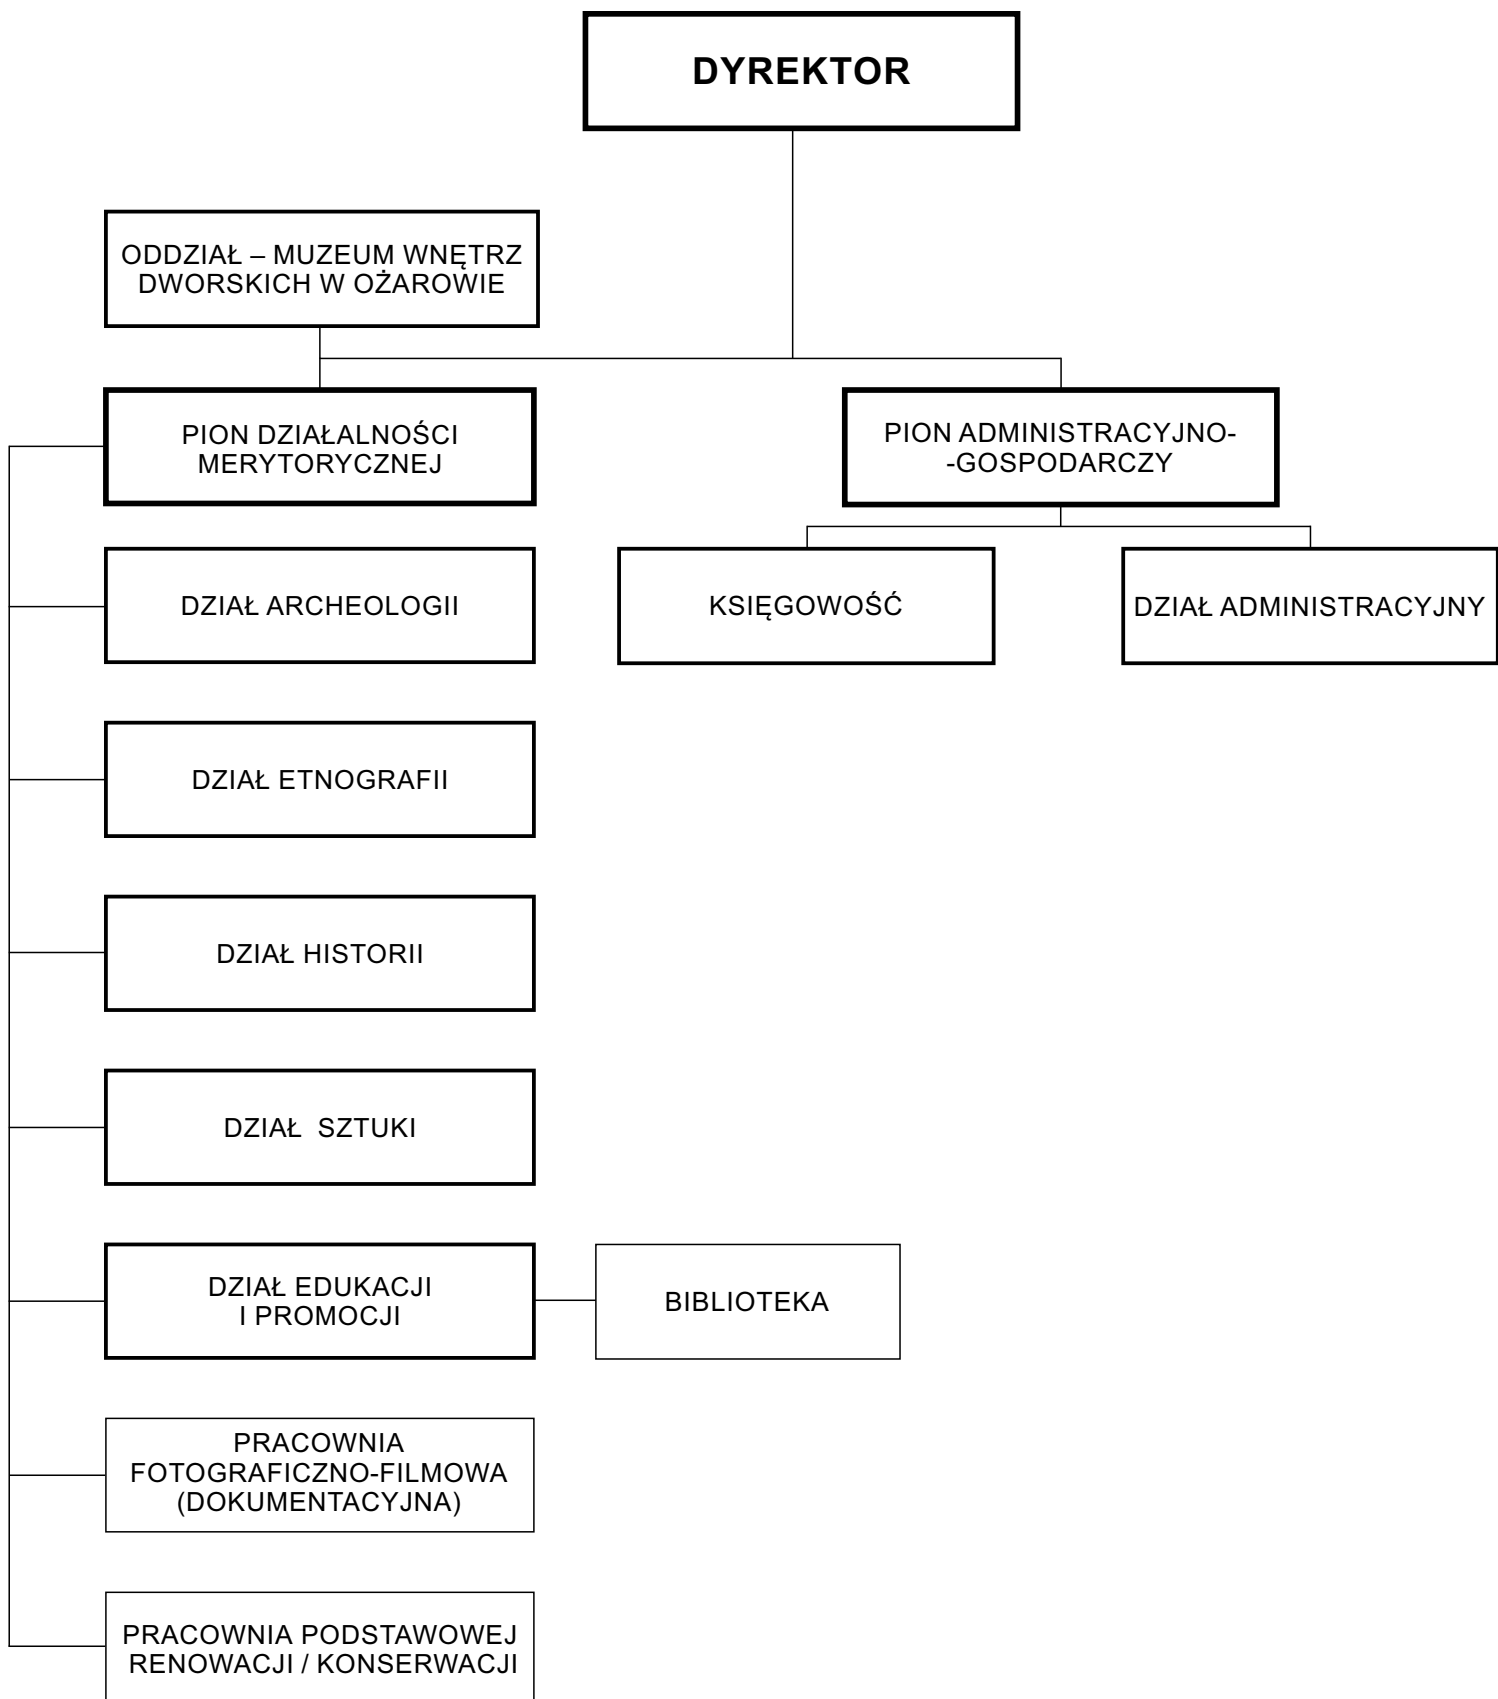 DYREKTOR
ODDZIAŁ – MUZEUM WNĘTRZ
DWORSKICH W OŻAROWIE
PION DZIAŁALNOŚCI
MERYTORYCZNEJ
PION ADMINISTRACYJNO-
-GOSPODARCZY
DZIAŁ ARCHEOLOGII
KSIĘGOWOŚĆ
DZIAŁ ADMINISTRACYJNY
DZIAŁ ETNOGRAFII
DZIAŁ HISTORII
DZIAŁ  SZTUKI
DZIAŁ EDUKACJI
I PROMOCJI
BIBLIOTEKA
PRACOWNIA
FOTOGRAFICZNO-FILMOWA
(DOKUMENTACYJNA)
PRACOWNIA PODSTAWOWEJ
RENOWACJI / KONSERWACJI